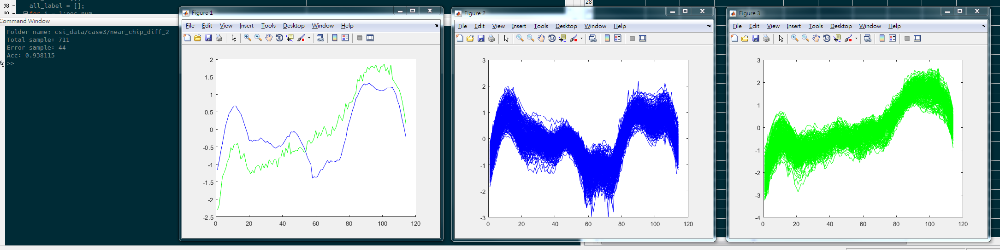 38
all_label = [];
Command Window
Folder name: csi_data/case3/near_chip_diff_2
Total sample: 711
Error sample: 44
Acc: 0.938115
>>
fx
Figure 1
File Edit View Insert Tools Desktop Window Help
2
1.5
1
0.5
0
-0.5
-1
-1.5
-2
-2.5
0 20 40 60 80 100 120
28
Figure 2
File Edit View Insert Tools Desktop Window Help
3
2
1
0
-1
-2
-3
0 20 40 60 80 100 120
Figure 3
File Edit View Insert Tools Desktop Window Help
3
2
1
0
-1
-2
-3
-4
0 20 40 60 80 100 120